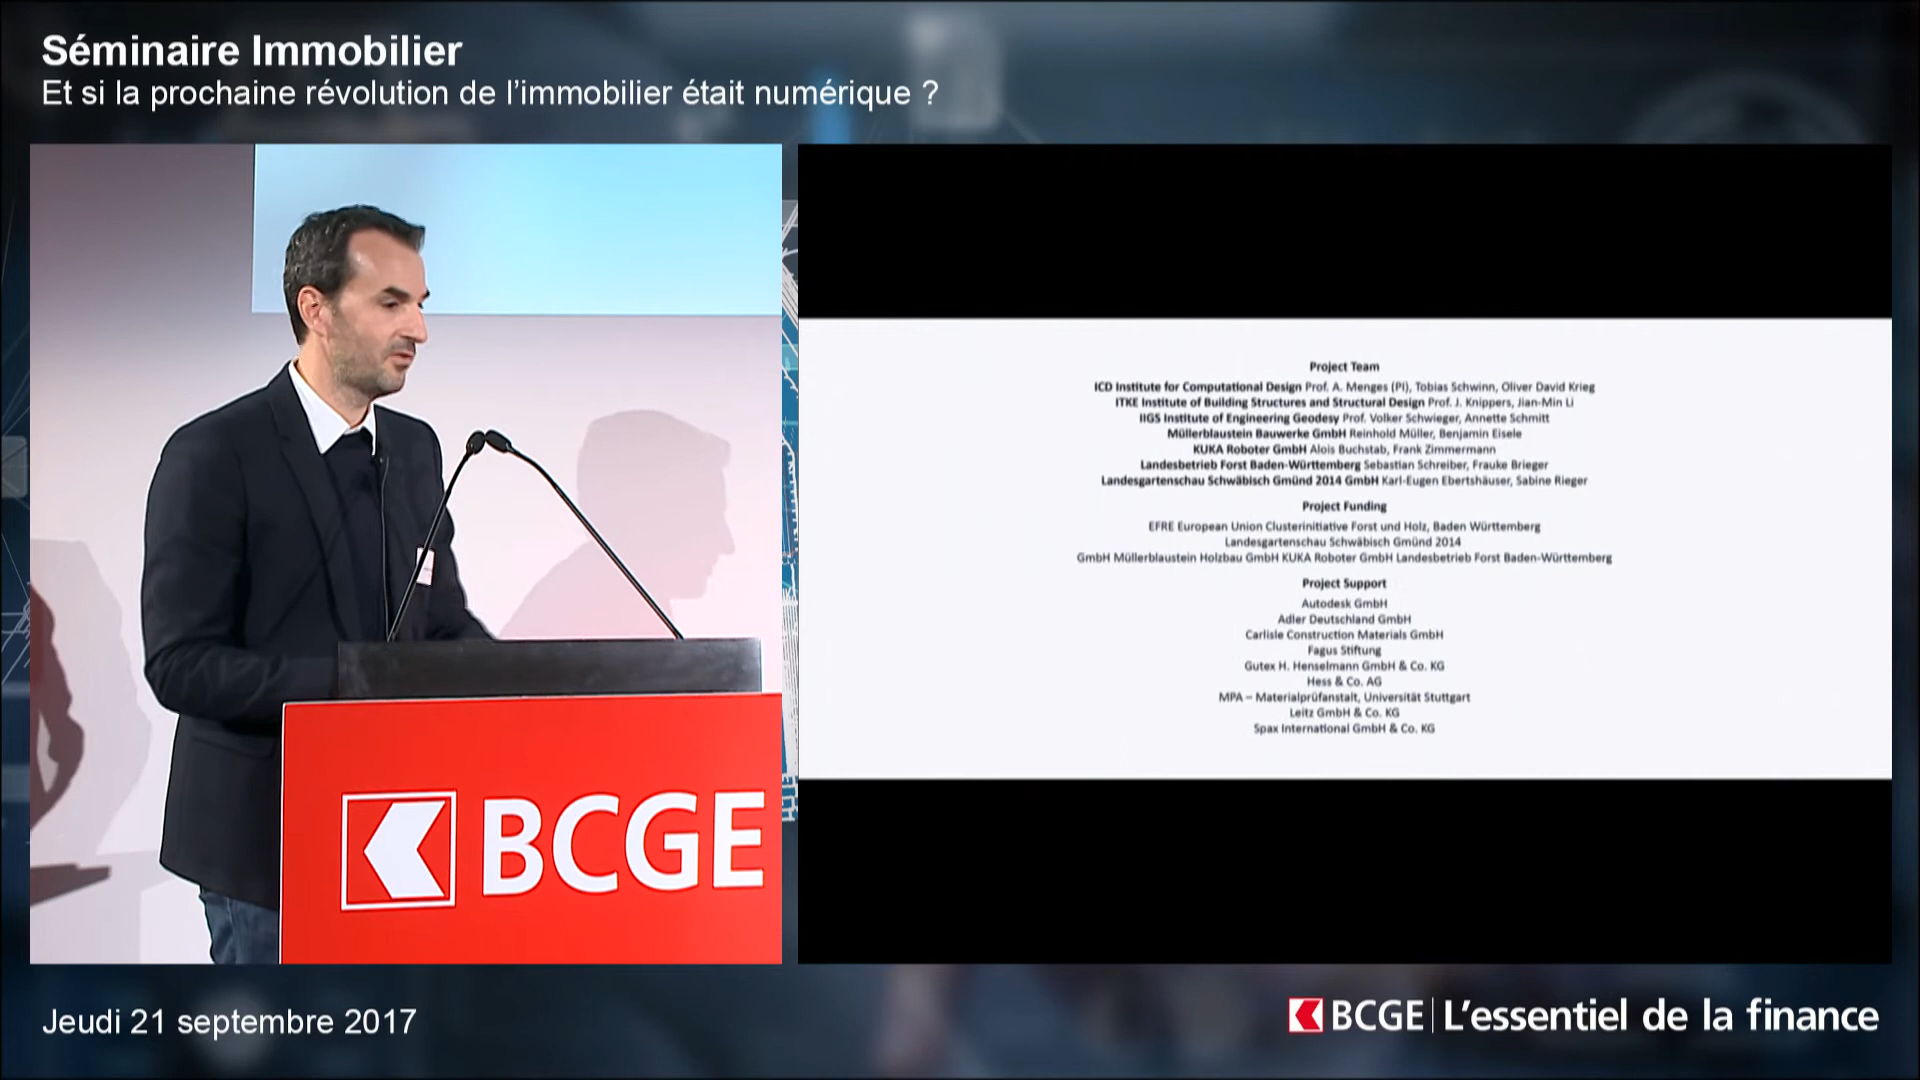 Séminaire Immobilier
Et si la prochaine révolution de l’immobilier était numérique ?
BCGE
Project Team
ICD Institute for Computational Design Prof. A. Menges (PI), Tobias Schwinn, Oliver David Krieg
ITKE Institute of Building Structures and Structural Design Prof. J. Knippers, Jian-Min Li
IIGS Institute of Engineering Geodesy Prof. Volker Schwieger, Annette Schmitt
Müllerblaustein Bauwerke GmbH Reinhold Müller, Benjamin Eisele
KUKA Roboter GmbH Alois Buchstab, Frank Zimmermann
Landesbetrieb Forst Baden-Württemberg Sebastian Schreiber, Frauke Brieger
Landesgartenschau Schwäbisch Gmünd 2014 GmbH Karl-Eugen Ebertshäuser, Sabine Rieger
Project Funding
EFRE European Union Clusterinitiative Forst und Holz, Baden Württemberg
Landesgartenschau Schwäbisch Gmünd 2014
GmbH Müllerblaustein Holzbau GmbH KUKA Roboter GmbH Landesbetrieb Forst Baden-Württemberg
Project Support
Autodesk GmbH
Adler Deutschland GmbH
Carlisle Construction Materials GmbH
Fagus Stiftung
Gutex H. Henselmann GmbH & Co. KG
Hess & Co. AG
MPA – Materialprüfanstalt, Universität Stuttgart
Leitz GmbH & Co. KG
Spax International GmbH & Co. KG
Jeudi 21 septembre 2017
BCGE | L’essentiel de la finance